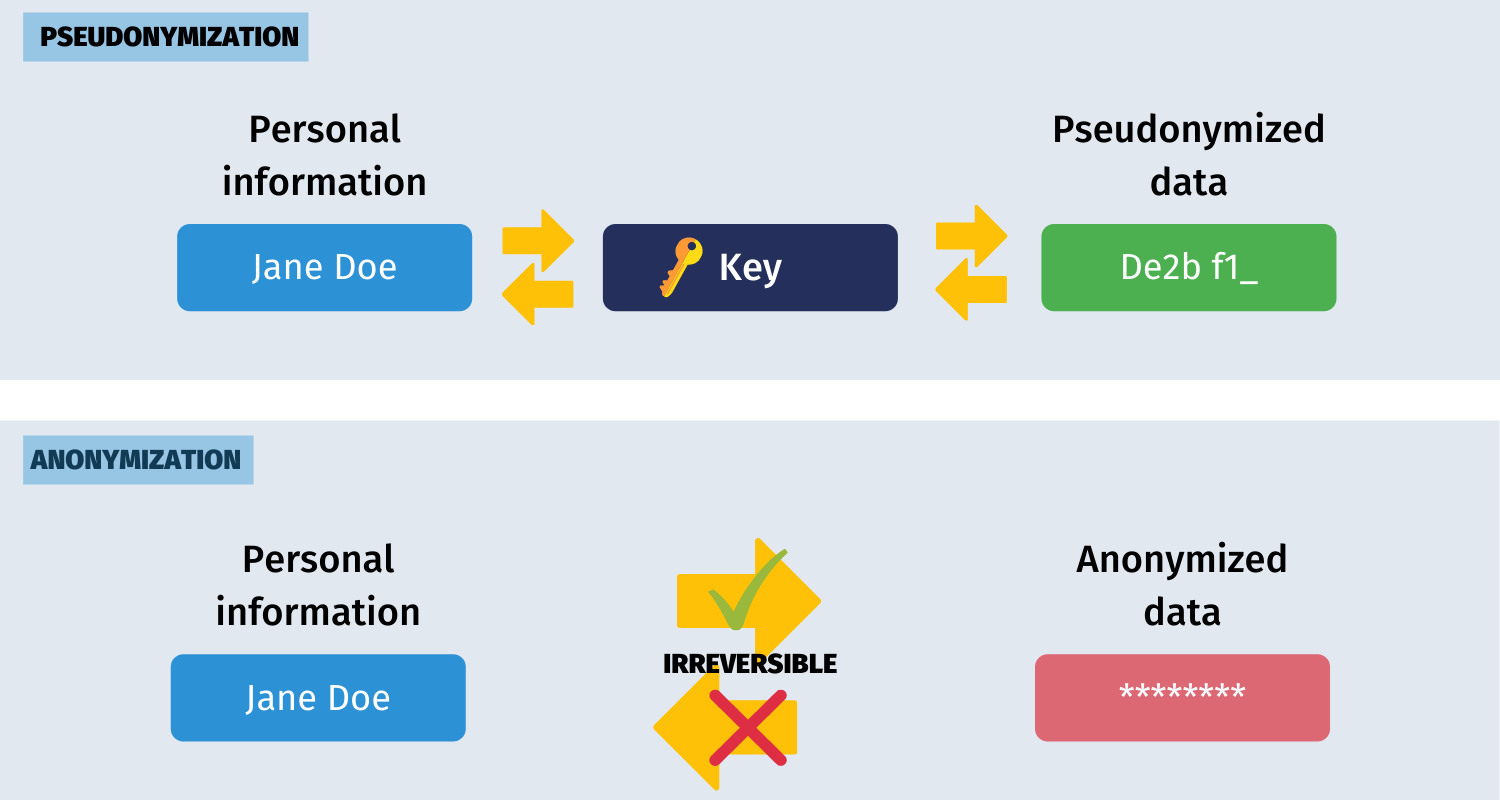 PSEUDONYMIZATION
Personal
information
Pseudonymized
data
Jane Doe
Key
De2b f1_
ANONYMIZATION
Personal
information
Anonymized
data
IRREVERSIBLE
Jane Doe
********